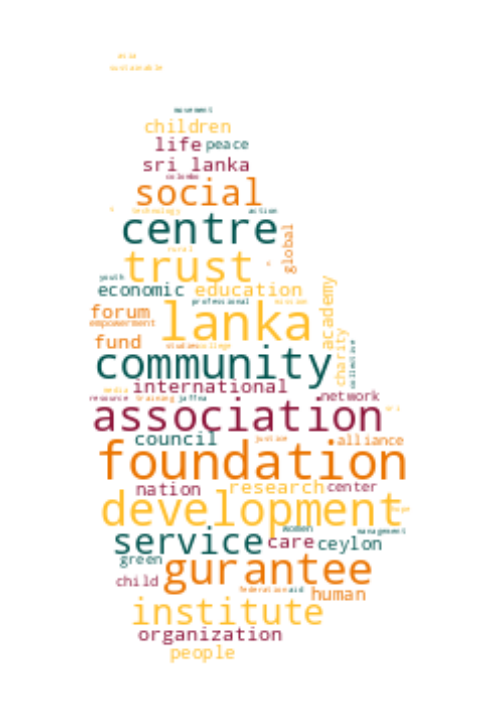 asia
sustainable
movement
children
life peace
sri lanka
colombo
social
technology action
centre
global
rural
trust
youth
economic education
professional
academy
forum lanka
empowerment
fund
charity
studies college
collective
community
international
media
resource training jaffna network
association
council justice alliance
foundation
nation research center
development
hope
women management
service care ceylon
green
child gurantee
federation aid human
institute
organization
people